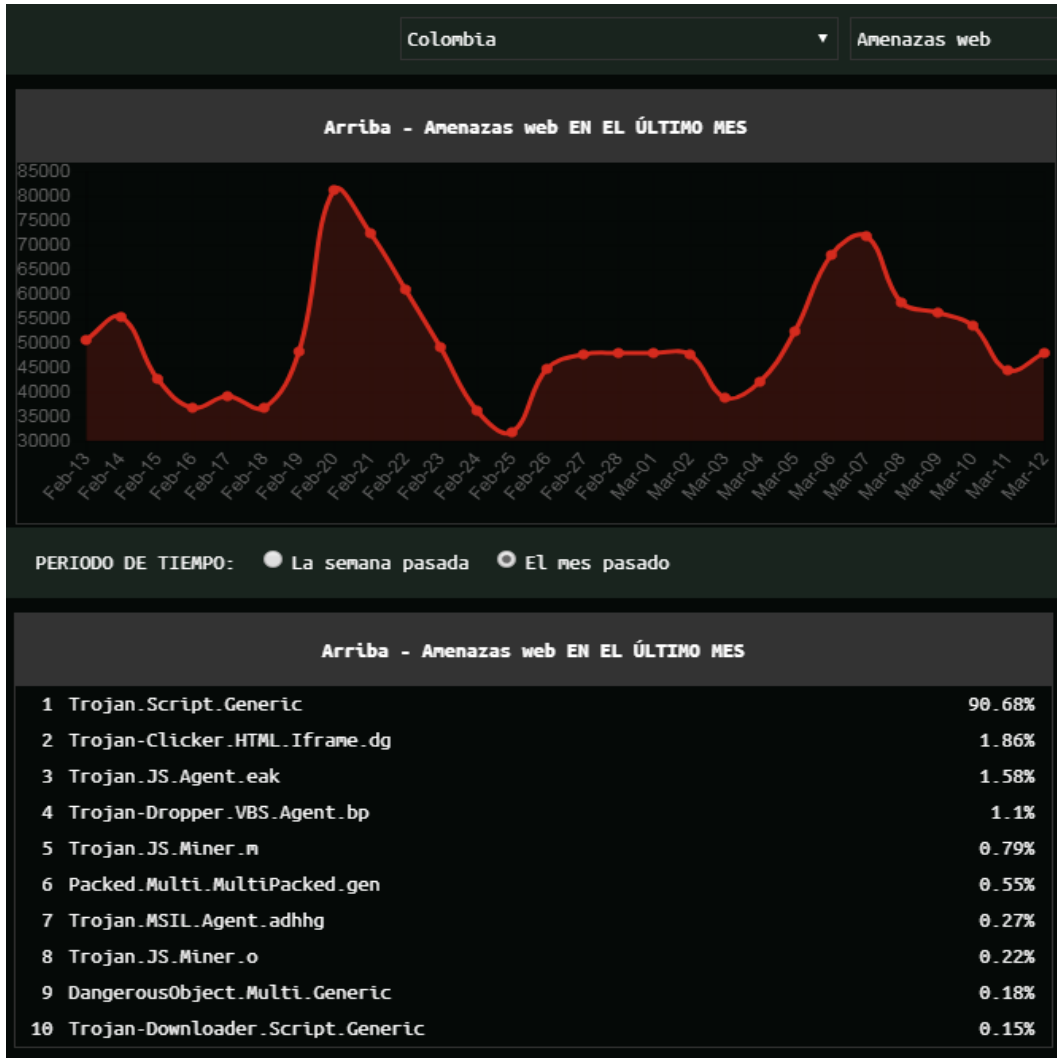 Colombia ▼ Amenazas web
Arriba - Amenazas web EN EL ÚLTIMO MES
85000
80000
75000
70000
65000
60000
55000
50000
45000
40000
35000
30000
Feb-13 Feb-14 Feb-15 Feb-16 Feb-17 Feb-18 Feb-19 Feb-20 Feb-21 Feb-22 Feb-23 Feb-24 Feb-25 Feb-26 Feb-27 Feb-28 Mar-01 Mar-02 Mar-03 Mar-04 Mar-05 Mar-06 Mar-07 Mar-08 Mar-09 Mar-10 Mar-11 Mar-12
PERIODO DE TIEMPO: La semana pasada El mes pasado
Arriba - Amenazas web EN EL ÚLTIMO MES
1 Trojan.Script.Generic 90.68%
2 Trojan-Clicker.HTML.Iframe.dg 1.86%
3 Trojan.JS.Agent.eak 1.58%
4 Trojan-Dropper.VBS.Agent.bp 1.1%
5 Trojan.JS.Miner.m 0.79%
6 Packed.Multi.MultiPacked.gen 0.55%
7 Trojan.MSIL.Agent.adhhg 0.27%
8 Trojan.JS.Miner.o 0.22%
9 DangerousObject.Multi.Generic 0.18%
10 Trojan-Downloader.Script.Generic 0.15%